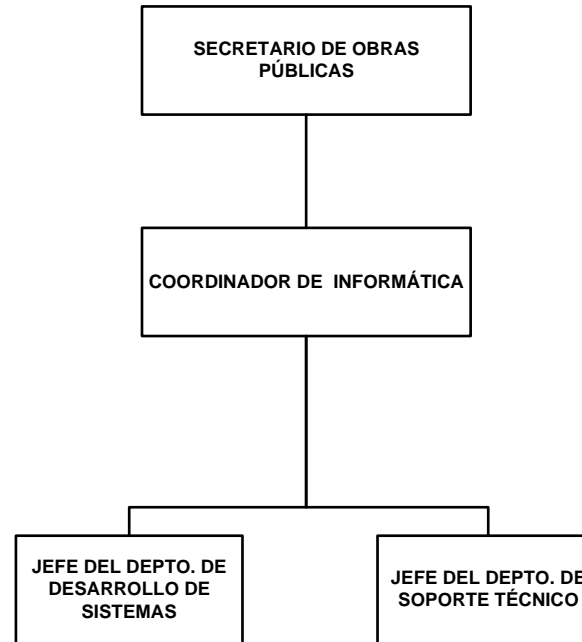 SECRETARIO DE OBRAS
PÚBLICAS
COORDINADOR DE INFORMÁTICA
JEFE DEL DEPTO. DE
DESARROLLO DE
SISTEMAS
JEFE DEL DEPTO. DE
SOPORTE TÉCNICO